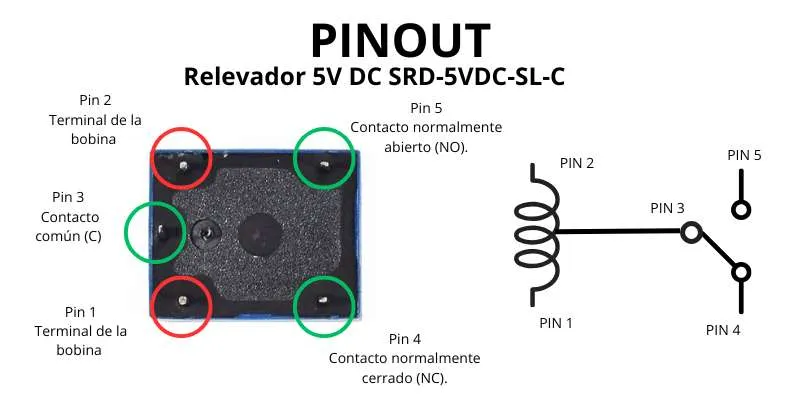 PINOUT
Relevador 5V DC SRD-5VDC-SL-C
Pin 2
Terminal de la
bobina
Pin 5
Contacto normalmente
abierto (NO).
Pin 3
Contacto
común (C)
Pin 1
Terminal de la
bobina
Pin 4
Contacto normalmente
cerrado (NC).
PIN 2
PIN 5
PIN 3
PIN 1
PIN 4